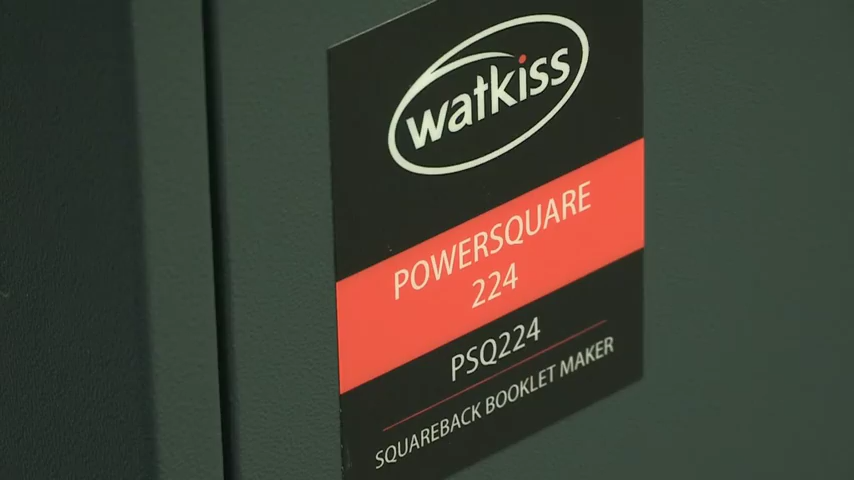 watkiss
POWERSQUARE
224
PSQ224
SQUAREBACK BOOKLET MAKER